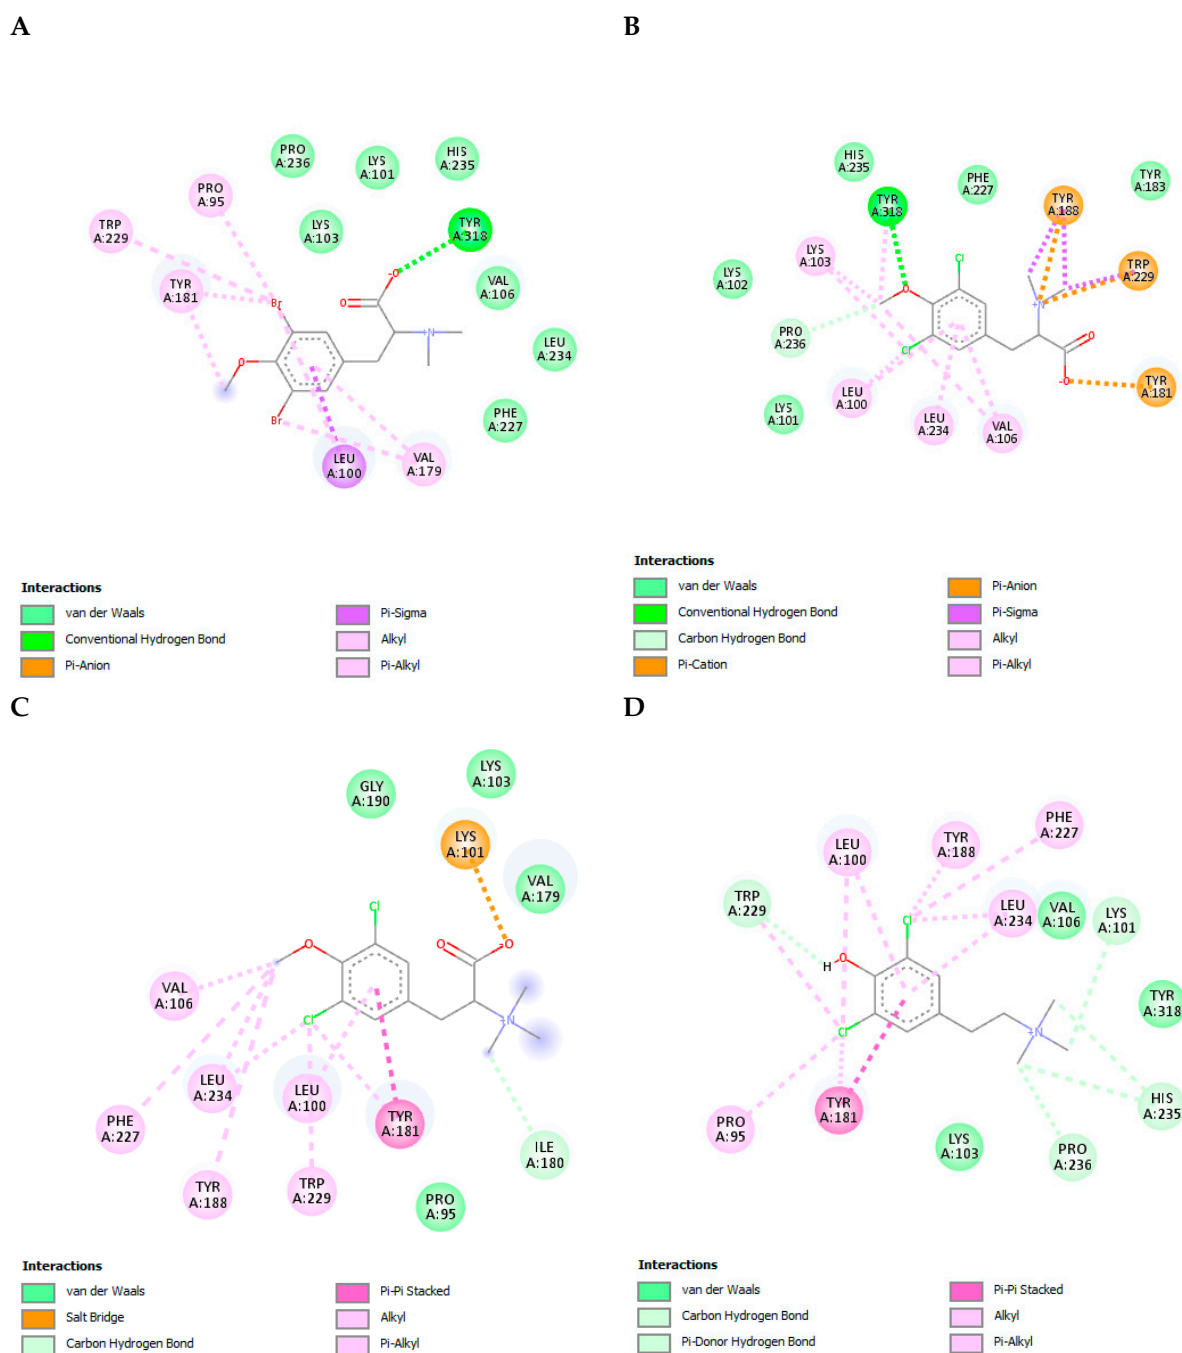 A
PRO
A:236
LYS
A:101
HIS
A:235
PRO
A:95
TRP
A:229
LYS
A:103
TYR
A:318
TYR
A:181
VAL
A:106
Br
O
-O
O
N+
LEU
A:234
Br
PHE
A:227
LEU
A:100
VAL
A:179
Interactions
van der Waals
Conventional Hydrogen Bond
Pi-Anion
Pi-Sigma
Alkyl
Pi-Alkyl
B
HIS
A:235
PHE
A:227
TYR
A:183
TYR
A:318
TYR
A:188
LYS
A:103
TRP
A:229
LYS
A:102
Cl
O
N+
PRO
A:236
Cl
O
-O
TYR
A:181
LEU
A:100
LYS
A:101
LEU
A:234
VAL
A:106
Interactions
van der Waals
Conventional Hydrogen Bond
Carbon Hydrogen Bond
Pi-Cation
Pi-Anion
Pi-Sigma
Alkyl
Pi-Alkyl
C
LYS
A:103
GLY
A:190
LYS
A:101
VAL
A:179
Cl
O
O
-O
VAL
A:106
Cl
N+
LEU
A:234
LEU
A:100
PHE
A:227
TYR
A:181
ILE
A:180
TYR
A:188
TRP
A:229
PRO
A:95
Interactions
van der Waals
Salt Bridge
Carbon Hydrogen Bond
Pi-Pi Stacked
Alkyl
Pi-Alkyl
D
PHE
A:227
LEU
A:100
TYR
A:188
TRP
A:229
LEU
A:234
VAL
A:106
LYS
A:101
Cl
H
O
TYR
A:318
Cl
N+
PRO
A:95
TYR
A:181
HIS
A:235
LYS
A:103
PRO
A:236
Interactions
van der Waals
Carbon Hydrogen Bond
Pi-Donor Hydrogen Bond
Pi-Pi Stacked
Alkyl
Pi-Alkyl